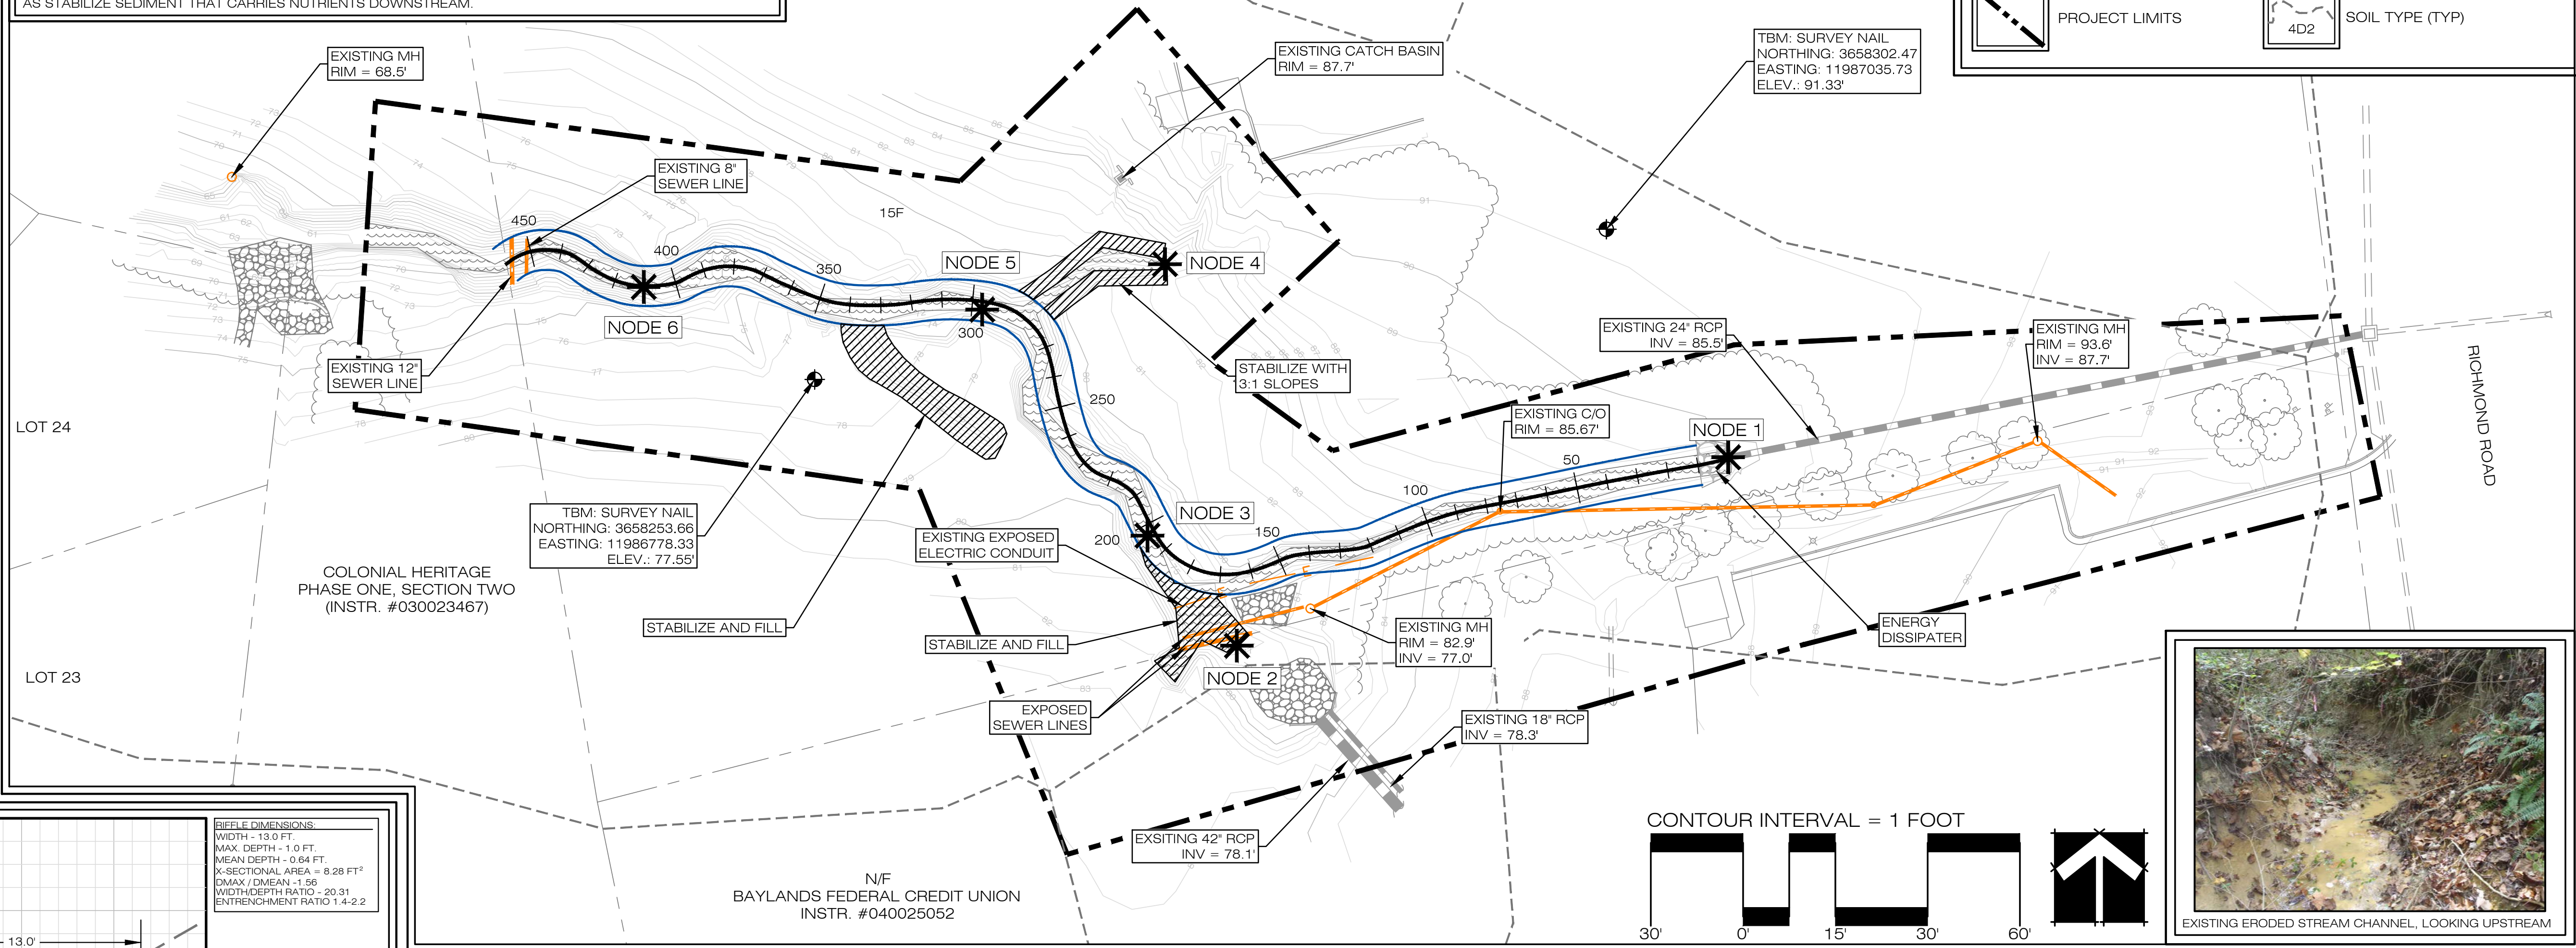 AS STABILIZE SEDIMENT THAT CARRIES NUTRIENTS DOWNSTREAM.
PROJECT LIMITS
4D2
SOIL TYPE (TYP)
EXISTING MH
RIM = 68.5'
EXISTING CATCH BASIN
RIM = 87.7'
TBM: SURVEY NAIL
NORTHING: 3658302.47
EASTING: 11987035.73
ELEV.: 91.33'
EXISTING 8"
SEWER LINE
15F
450
400
350
NODE 5
NODE 4
300
NODE 6
EXISTING 12"
SEWER LINE
STABILIZE WITH
3:1 SLOPES
EXISTING 24" RCP
INV = 85.5'
EXISTING MH
RIM = 93.6'
INV = 87.7'
RICHMOND ROAD
250
EXISTING C/O
RIM = 85.67'
NODE 1
50
100
LOT 24
TBM: SURVEY NAIL
NORTHING: 3658253.66
EASTING: 11986778.33
ELEV.: 77.55'
NODE 3
150
200
EXISTING EXPOSED
ELECTRIC CONDUIT
COLONIAL HERITAGE
PHASE ONE, SECTION TWO
(INSTR. #030023467)
STABILIZE AND FILL
STABILIZE AND FILL
EXISTING MH
RIM = 82.9'
INV = 77.0'
ENERGY
DISSIPATER
LOT 23
NODE 2
EXPOSED
SEWER LINES
EXISTING 18" RCP
INV = 78.3'
EXSITING 42" RCP
INV = 78.1'
N/F
BAYLANDS FEDERAL CREDIT UNION
INSTR. #040025052
CONTOUR INTERVAL = 1 FOOT
30'
0'
15'
30'
60'
EXISTING ERODED STREAM CHANNEL, LOOKING UPSTREAM
RIFFLE DIMENSIONS:
WIDTH - 13.0 FT.
MAX. DEPTH - 1.0 FT.
MEAN DEPTH - 0.64 FT.
X-SECTIONAL AREA = 8.28 FT²
DMAX / DMEAN -1.56
WIDTH/DEPTH RATIO - 20.31
ENTRENCHMENT RATIO 1.4-2.2
13.0'